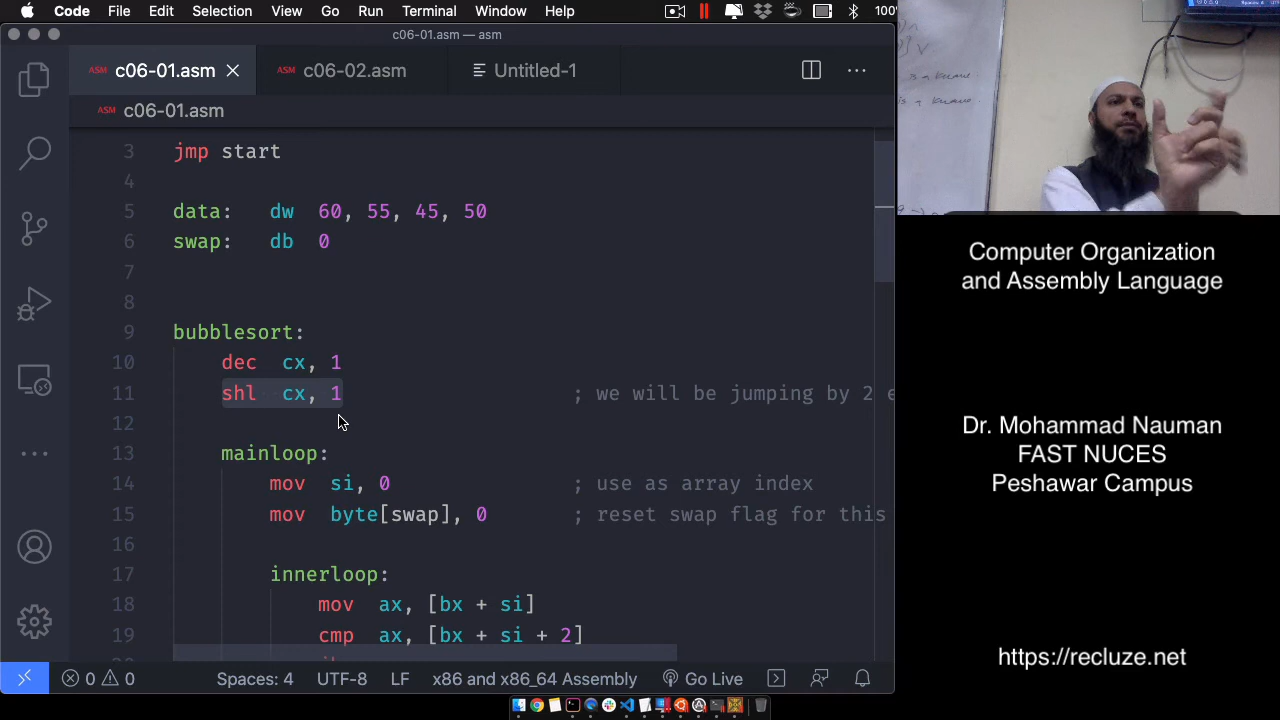 Code File Edit Selection View Go Run Terminal Window Help 100
c06-01.asm — asm
ASM c06-01.asm ASM c06-02.asm Untitled-1
ASM c06-01.asm
3 jmp start
4
5 data: dw 60, 55, 45, 50
6 swap: db 0
7
8
9 bubblesort:
10 dec cx, 1
11 shl cx, 1 ; we will be jumping by 2 e
12
13 mainloop:
14 mov si, 0 ; use as array index
15 mov byte[swap], 0 ; reset swap flag for this
16
17 innerloop:
18 mov ax, [bx + si]
19 cmp ax, [bx + si + 2]
0 0 Spaces: 4 UTF-8 LF x86 and x86_64 Assembly Go Live
Computer Organization
and Assembly Language
Dr. Mohammad Nauman
FAST NUCES
Peshawar Campus
https://recluze.net